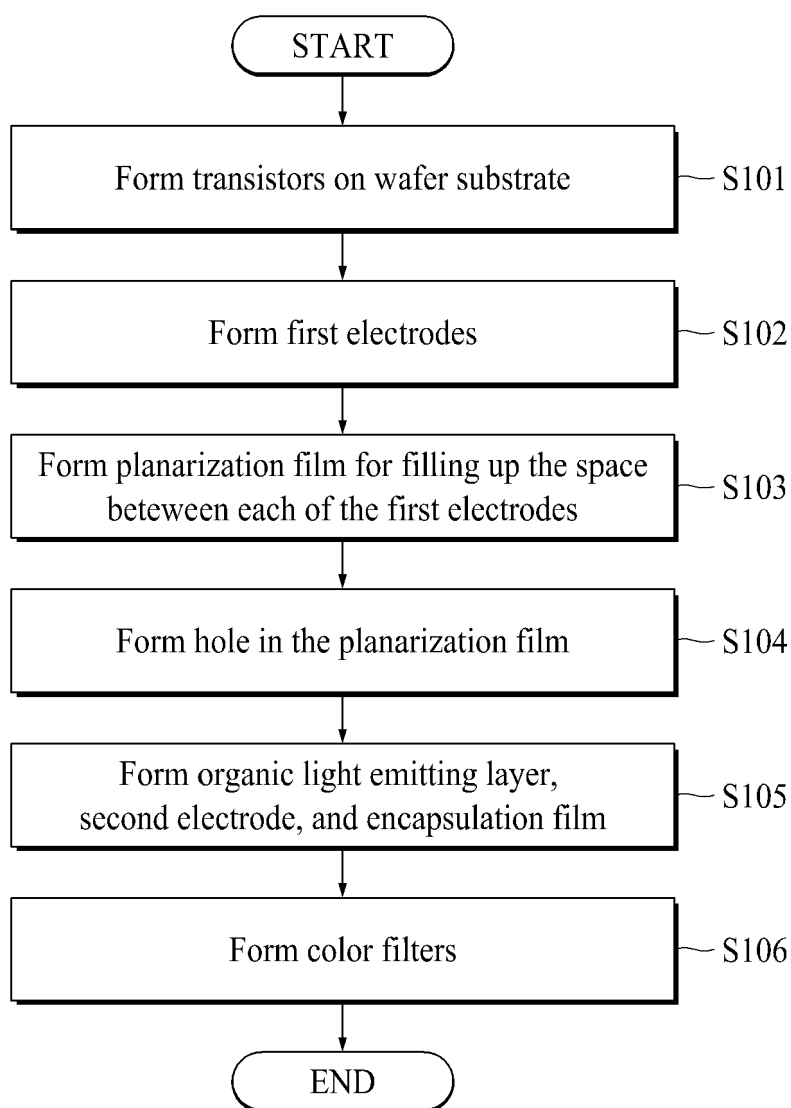 START
Form transistors on wafer substrate
S101
Form first electrodes
S102
Form planarization film for filling up the space
beteween each of the first electrodes
S103
Form hole in the planarization film
S104
Form organic light emitting layer,
second electrode, and encapsulation film
S105
Form color filters
S106
END